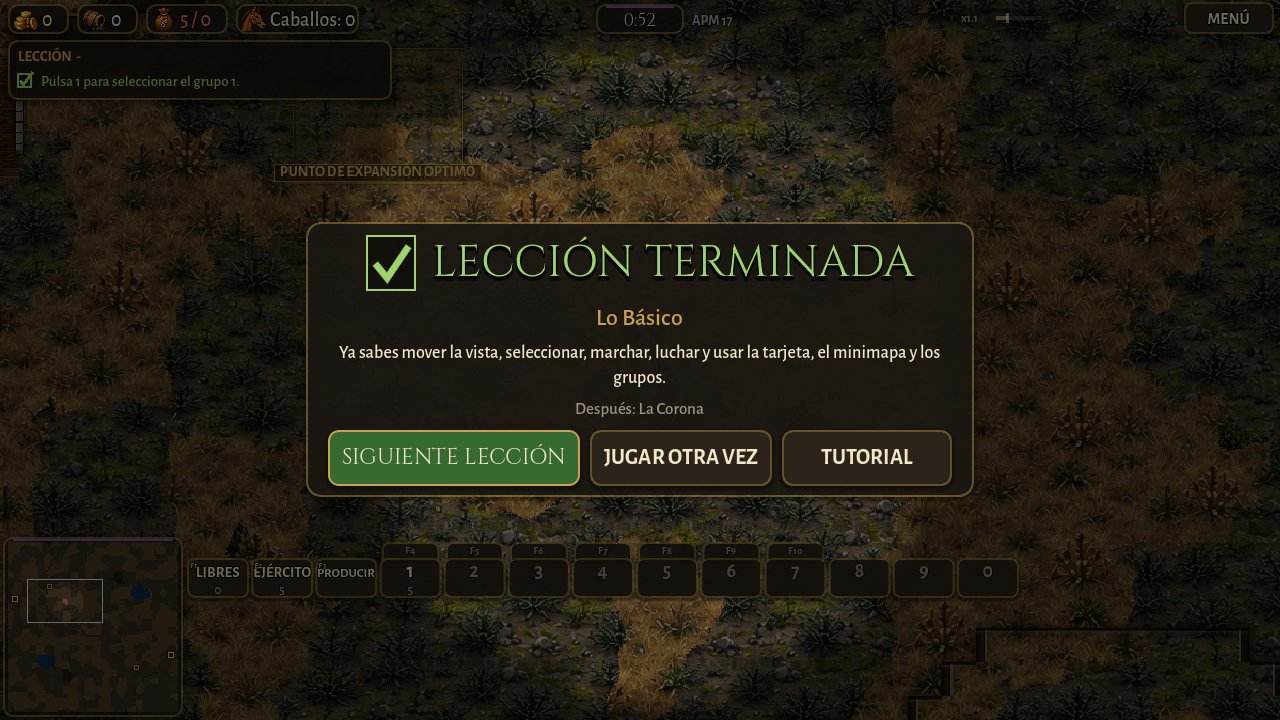 0
0
5 / 0
Caballos: 0
0:52
APM 17
x1.1
MENÚ
LECCIÓN -
Pulsa 1 para seleccionar el grupo 1.
PUNTO DE EXPANSIÓN ÓPTIMO
LECCIÓN TERMINADA
Lo Básico
Ya sabes mover la vista, seleccionar, marchar, luchar y usar la tarjeta, el minimapa y los
grupos.
Después: La Corona
SIGUIENTE LECCIÓN
JUGAR OTRA VEZ
TUTORIAL
F4 F5 F6 F7 F8 F9 F10
LIBRES EJÉRCITO PRODUCIR 1 2 3 4 5 6 7 8 9 0
0 5 5